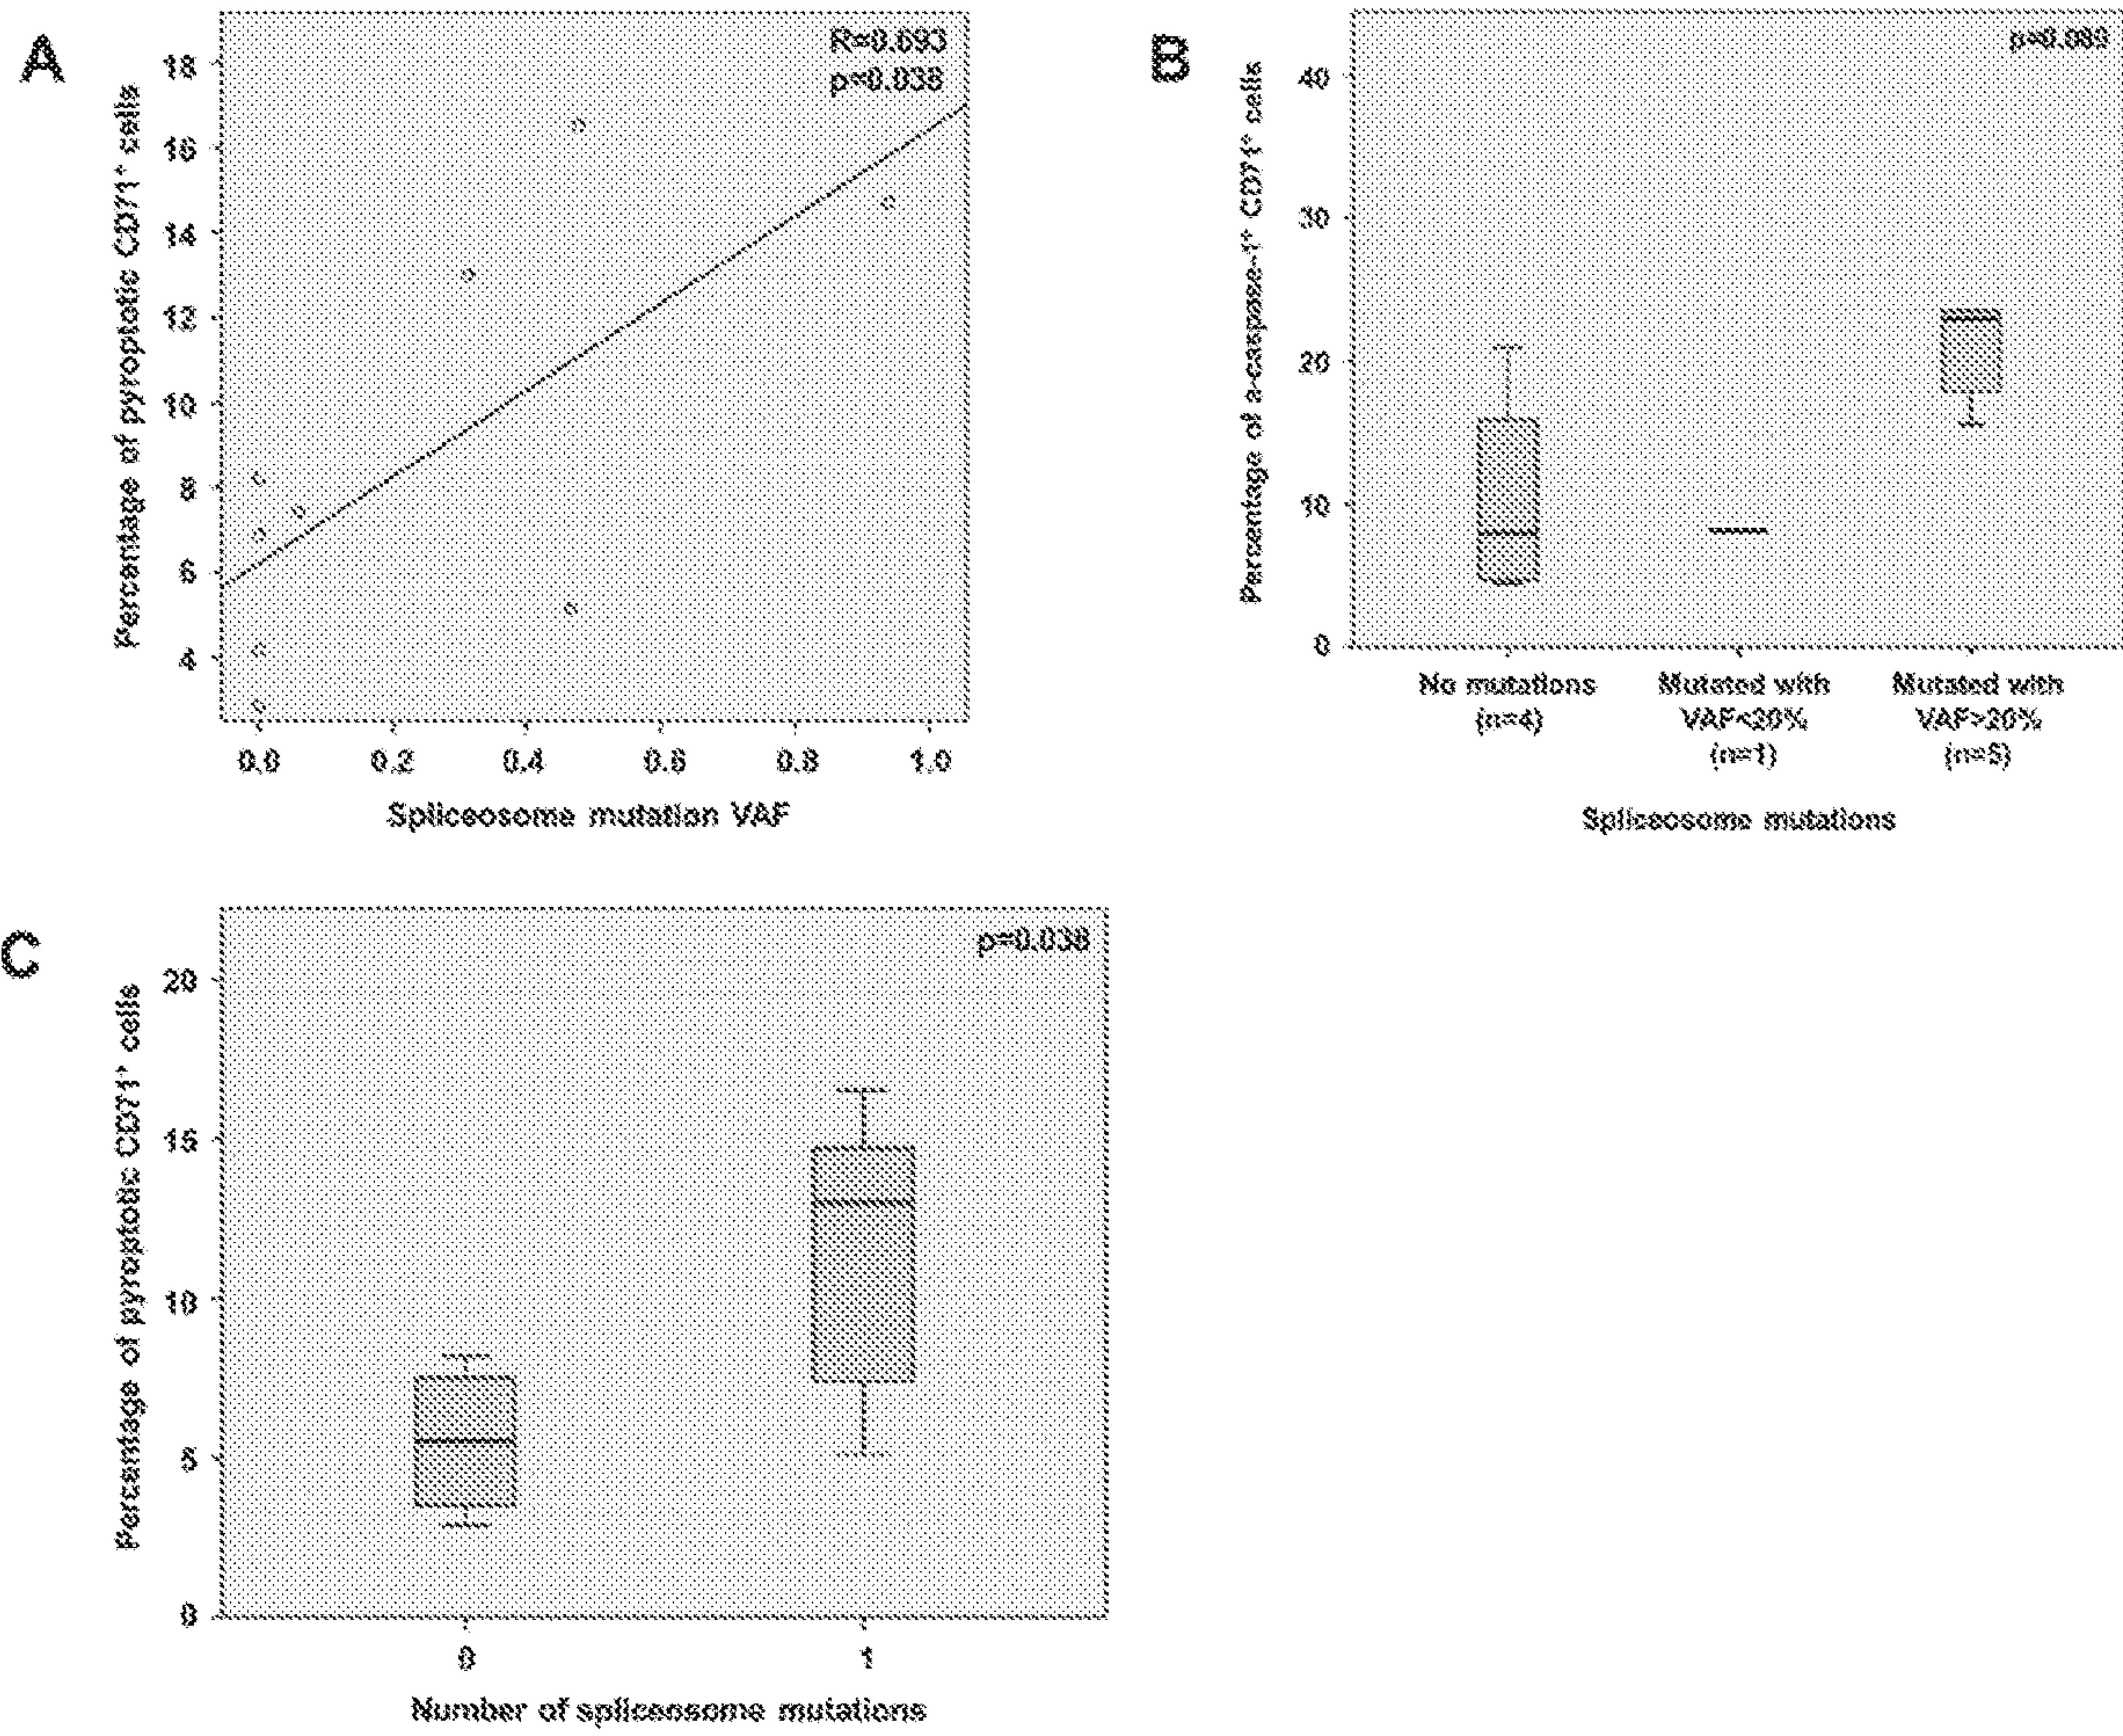 A
R=0.693
p=0.038
Percentage of pyroptotic CD71+ cells
18
16
14
12
10
8
6
4
0.0 0.2 0.4 0.6 0.8 1.0
Spliceosome mutation VAF
B
Percentage of a-caspase-1+ CD71+ cells
40
30
20
10
0
No mutations
(n=4)
Mutated with
VAF<20%
(n=1)
Mutated with
VAF>20%
(n=5)
Spliceosome mutations
C
p=0.038
Percentage of pyroptotic CD71+ cells
20
15
10
5
0
0 1
Number of spliceosome mutations